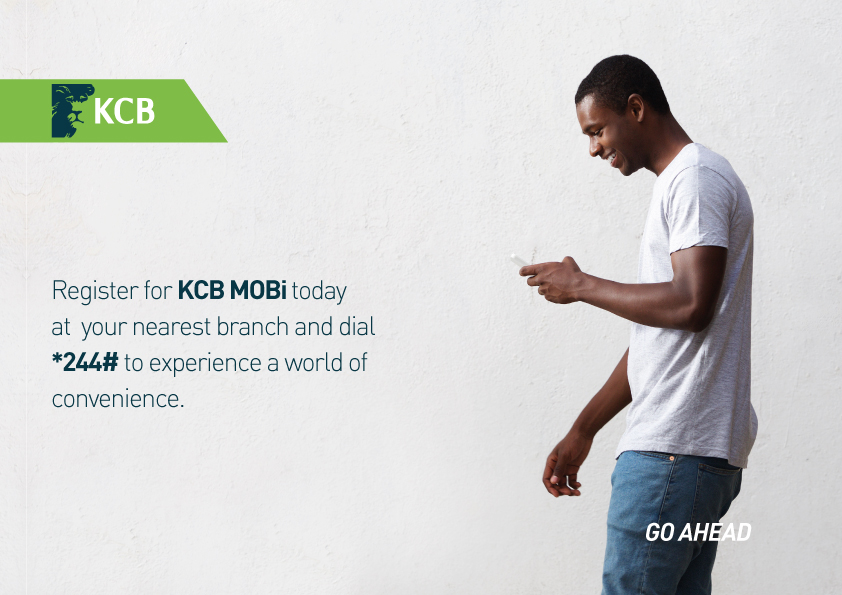 KCB
Register for KCB MOBi today
at your nearest branch and dial
*244# to experience a world of
convenience.
GO AHEAD